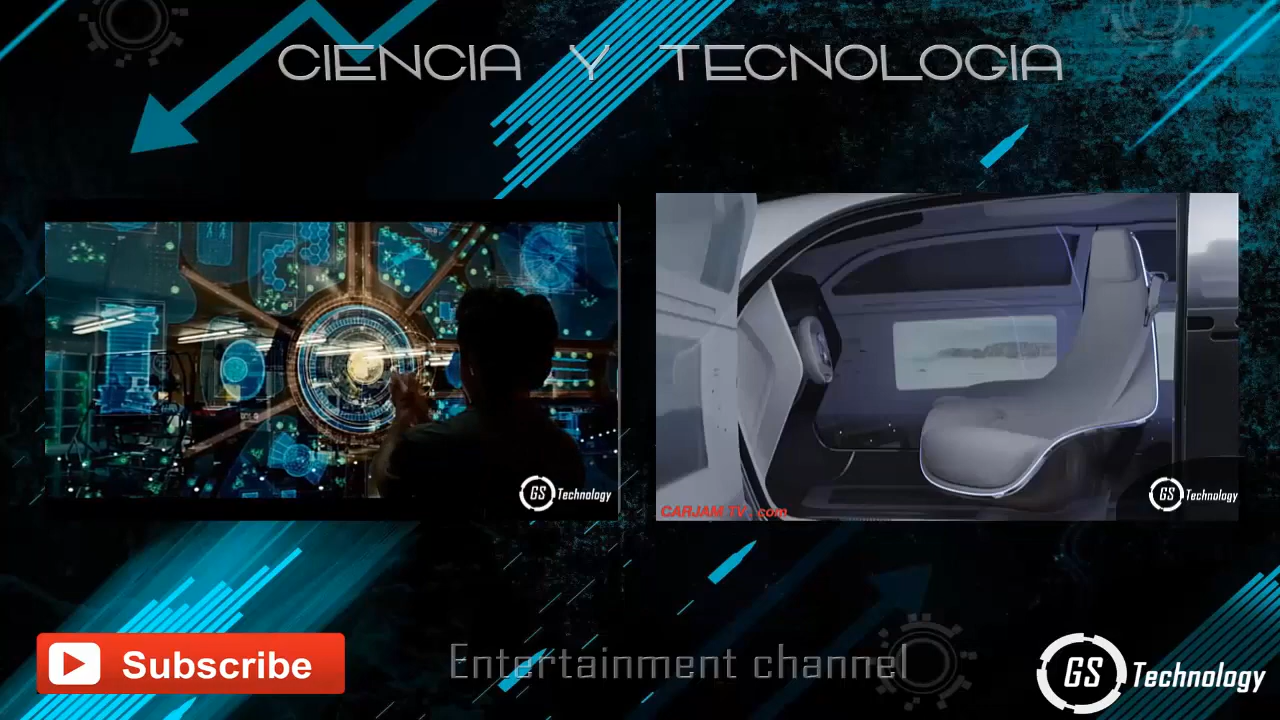 CIENCIA Y TECNOLOGIA
GS Technology
CARJAM TV . com
GS Technology
Subscribe
Entertainment channel
GS Technology